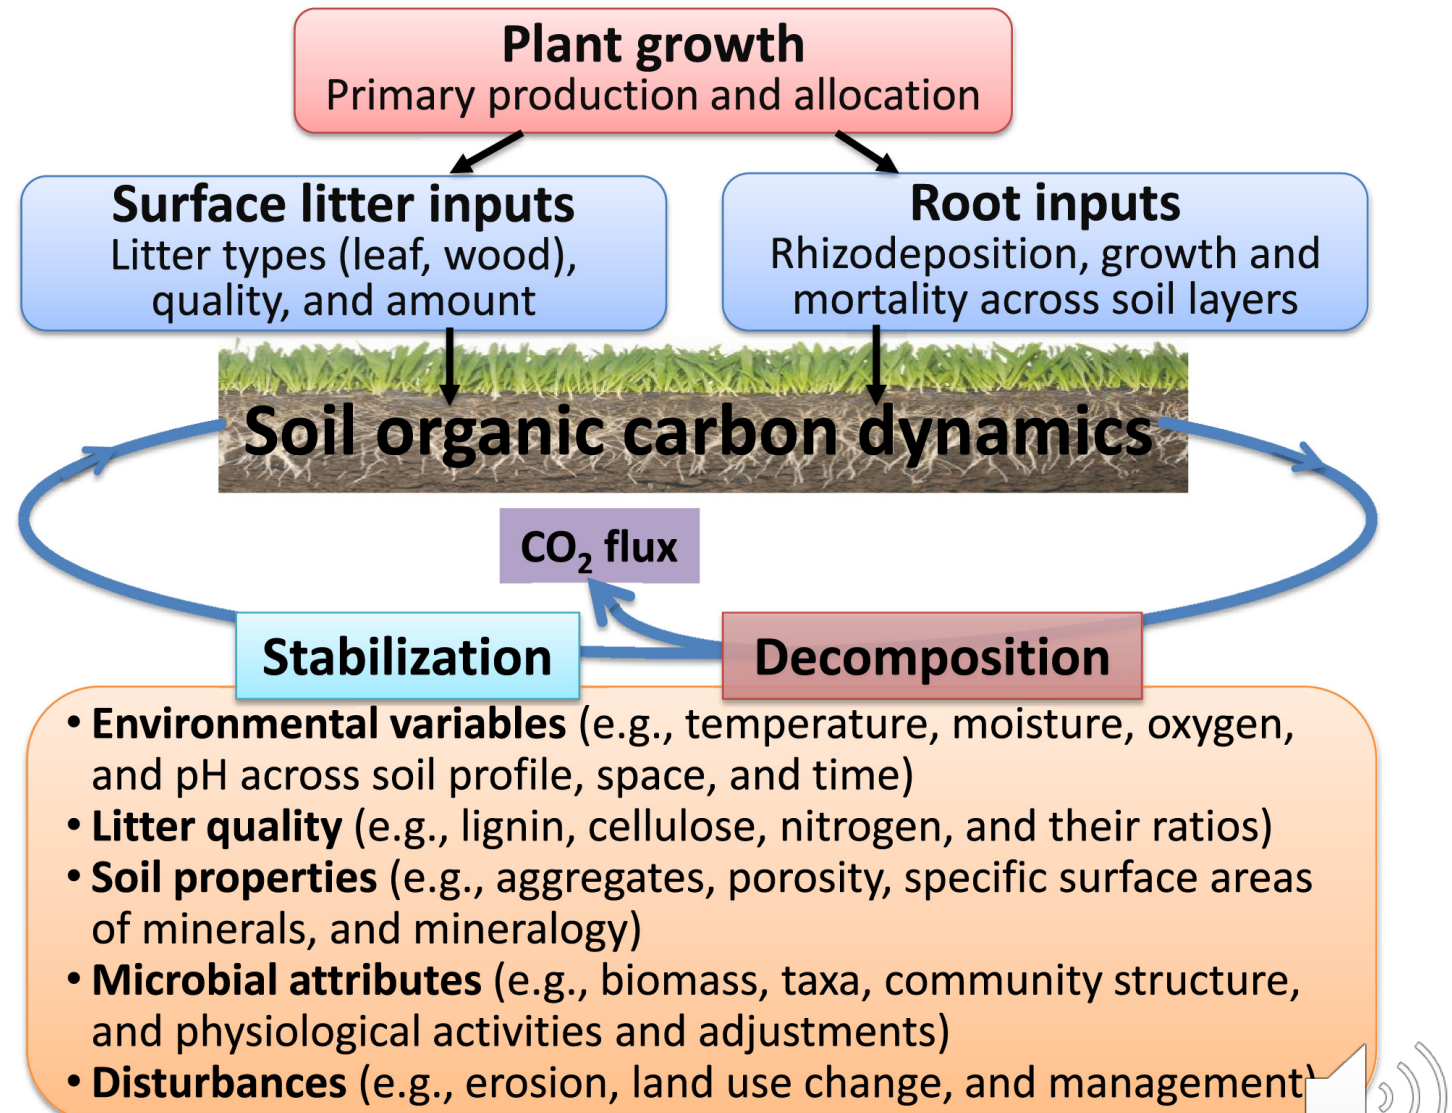 Plant growth
Primary production and allocation
Surface litter inputs
Litter types (leaf, wood),
quality, and amount
Root inputs
Rhizodeposition, growth and
mortality across soil layers
Soil organic carbon dynamics
CO₂ flux
Stabilization
Decomposition
• Environmental variables (e.g., temperature, moisture, oxygen,
and pH across soil profile, space, and time)
• Litter quality (e.g., lignin, cellulose, nitrogen, and their ratios)
• Soil properties (e.g., aggregates, porosity, specific surface areas
of minerals, and mineralogy)
• Microbial attributes (e.g., biomass, taxa, community structure,
and physiological activities and adjustments)
• Disturbances (e.g., erosion, land use change, and management)